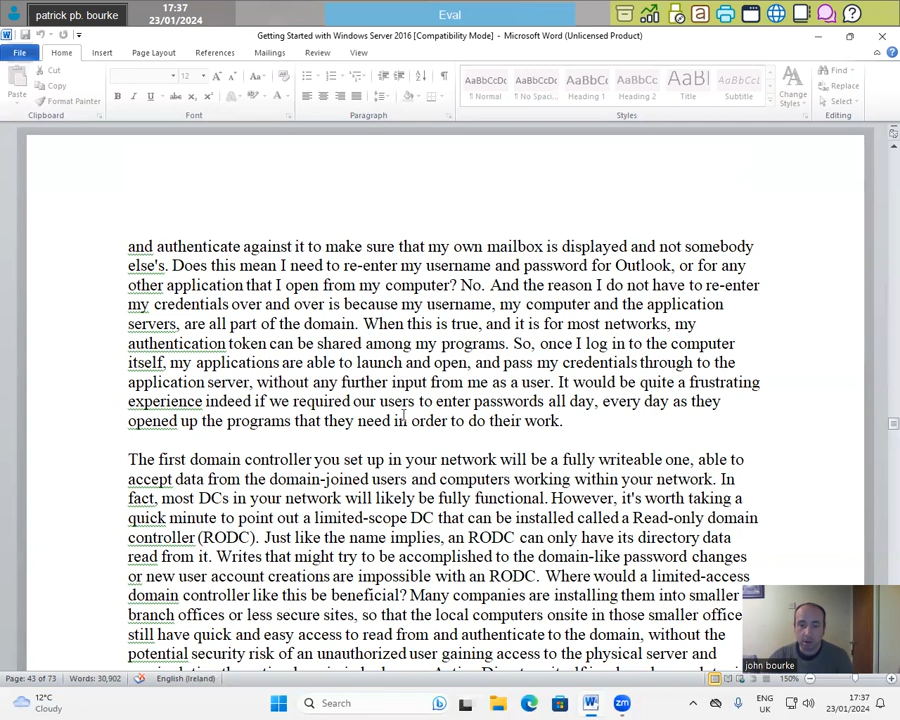 patrick pb. bourke
17:37
23/01/2024
Eval
Getting Started with Windows Server 2016 [Compatibility Mode] - Microsoft Word (Unlicensed Product)
File Home Insert Page Layout References Mailings Review View
Paste
Cut
Copy
Format Painter
Clipboard
12
B I U abc
Font
Paragraph
AaBbCcDc AaBbCcDc AaBbC AaBbCc AaBl AaBbCcL
¶ Normal ¶ No Spaci... Heading 1 Heading 2 Title Subtitle
Change Styles
Styles
Find
Replace
Select
Editing
and authenticate against it to make sure that my own mailbox is displayed and not somebody
else's. Does this mean I need to re-enter my username and password for Outlook, or for any
other application that I open from my computer? No. And the reason I do not have to re-enter
my credentials over and over is because my username, my computer and the application
servers, are all part of the domain. When this is true, and it is for most networks, my
authentication token can be shared among my programs. So, once I log in to the computer
itself, my applications are able to launch and open, and pass my credentials through to the
application server, without any further input from me as a user. It would be quite a frustrating
experience indeed if we required our users to enter passwords all day, every day as they
opened up the programs that they need in order to do their work.
The first domain controller you set up in your network will be a fully writeable one, able to
accept data from the domain-joined users and computers working within your network. In
fact, most DCs in your network will likely be fully functional. However, it's worth taking a
quick minute to point out a limited-scope DC that can be installed called a Read-only domain
controller (RODC). Just like the name implies, an RODC can only have its directory data
read from it. Writes that might try to be accomplished to the domain-like password changes
or new user account creations are impossible with an RODC. Where would a limited-access
domain controller like this be beneficial? Many companies are installing them into smaller
branch offices or less secure sites, so that the local computers onsite in those smaller office
still have quick and easy access to read from and authenticate to the domain, without the
potential security risk of an unauthorized user gaining access to the physical server and
john bourke
Page: 43 of 73
Words: 30,902
English (Ireland)
150%
12°C
Cloudy
Search
ENG
UK
17:37
23/01/2024